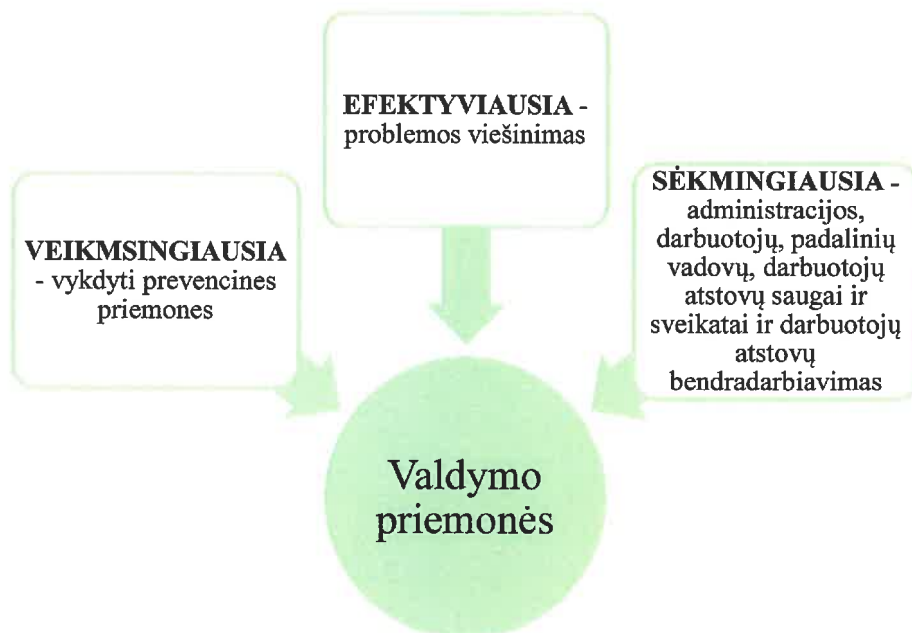 VEIKMSINGIAUSIA
- vykdyti prevencines
priemones
EFEKTYVIAUSIA -
problemos viešinimas
SĖKMINGIAUSIA -
administracijos,
darbuotojų, padalinių
vadovų, darbuotojų
atstovų saugai ir
sveikatai ir darbuotojų
atstovų
bendradarbiavimas
Valdymo
priemonės